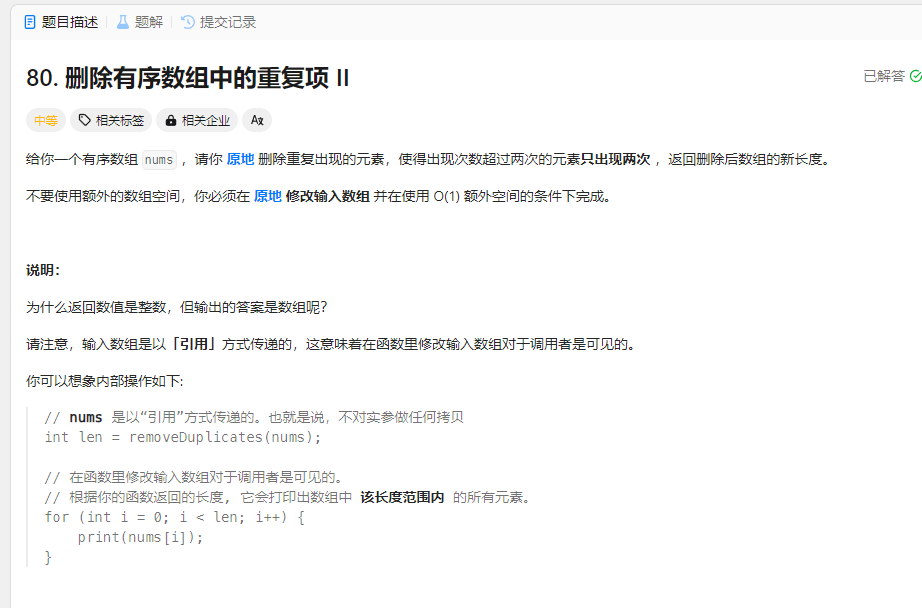 题目描述 题解 提交记录
80. 删除有序数组中的重复项 II 已解答
中等 相关标签 相关企业 Ax
给你一个有序数组 nums ，请你 原地 删除重复出现的元素，使得出现次数超过两次的元素只出现两次 ，返回删除后数组的新长度。
不要使用额外的数组空间，你必须在 原地 修改输入数组 并在使用 O(1) 额外空间的条件下完成。
说明：
为什么返回数值是整数，但输出的答案是数组呢？
请注意，输入数组是以「引用」方式传递的，这意味着在函数里修改输入数组对于调用者是可见的。
你可以想象内部操作如下:
// nums 是以“引用”方式传递的。也就是说，不对实参做任何拷贝
int len = removeDuplicates(nums);
// 在函数里修改输入数组对于调用者是可见的。
// 根据你的函数返回的长度, 它会打印出数组中 该长度范围内 的所有元素。
for (int i = 0; i < len; i++) {
print(nums[i]);
}